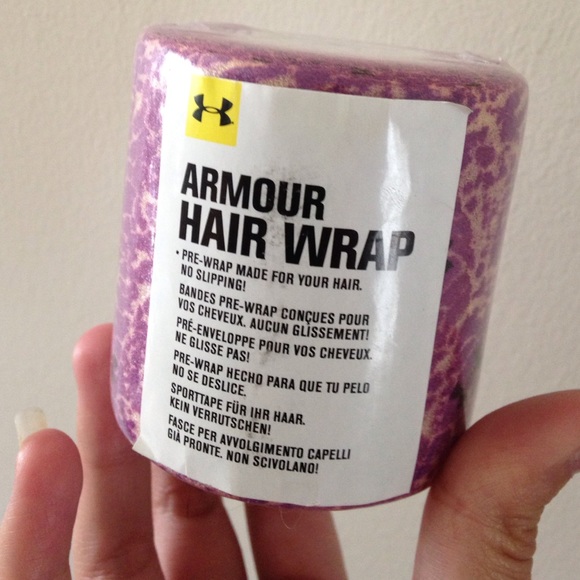 ARMOUR
HAIR WRAP
• PRE-WRAP MADE FOR YOUR HAIR.
NO SLIPPING!
BANDES PRE-WRAP CONÇUES POUR
VOS CHEVEUX. AUCUN GLISSEMENT!
PRÉ-ENVELOPPE POUR VOS CHEVEUX.
NE GLISSE PAS!
PRE-WRAP HECHO PARA QUE TU PELO
NO SE DESLICE.
SPORTTAPE FÜR IHR HAAR.
KEIN VERRUTSCHEN!
FASCE PER AVVOLGIMENTO CAPELLI
GIÀ PRONTE. NON SCIVOLANO!